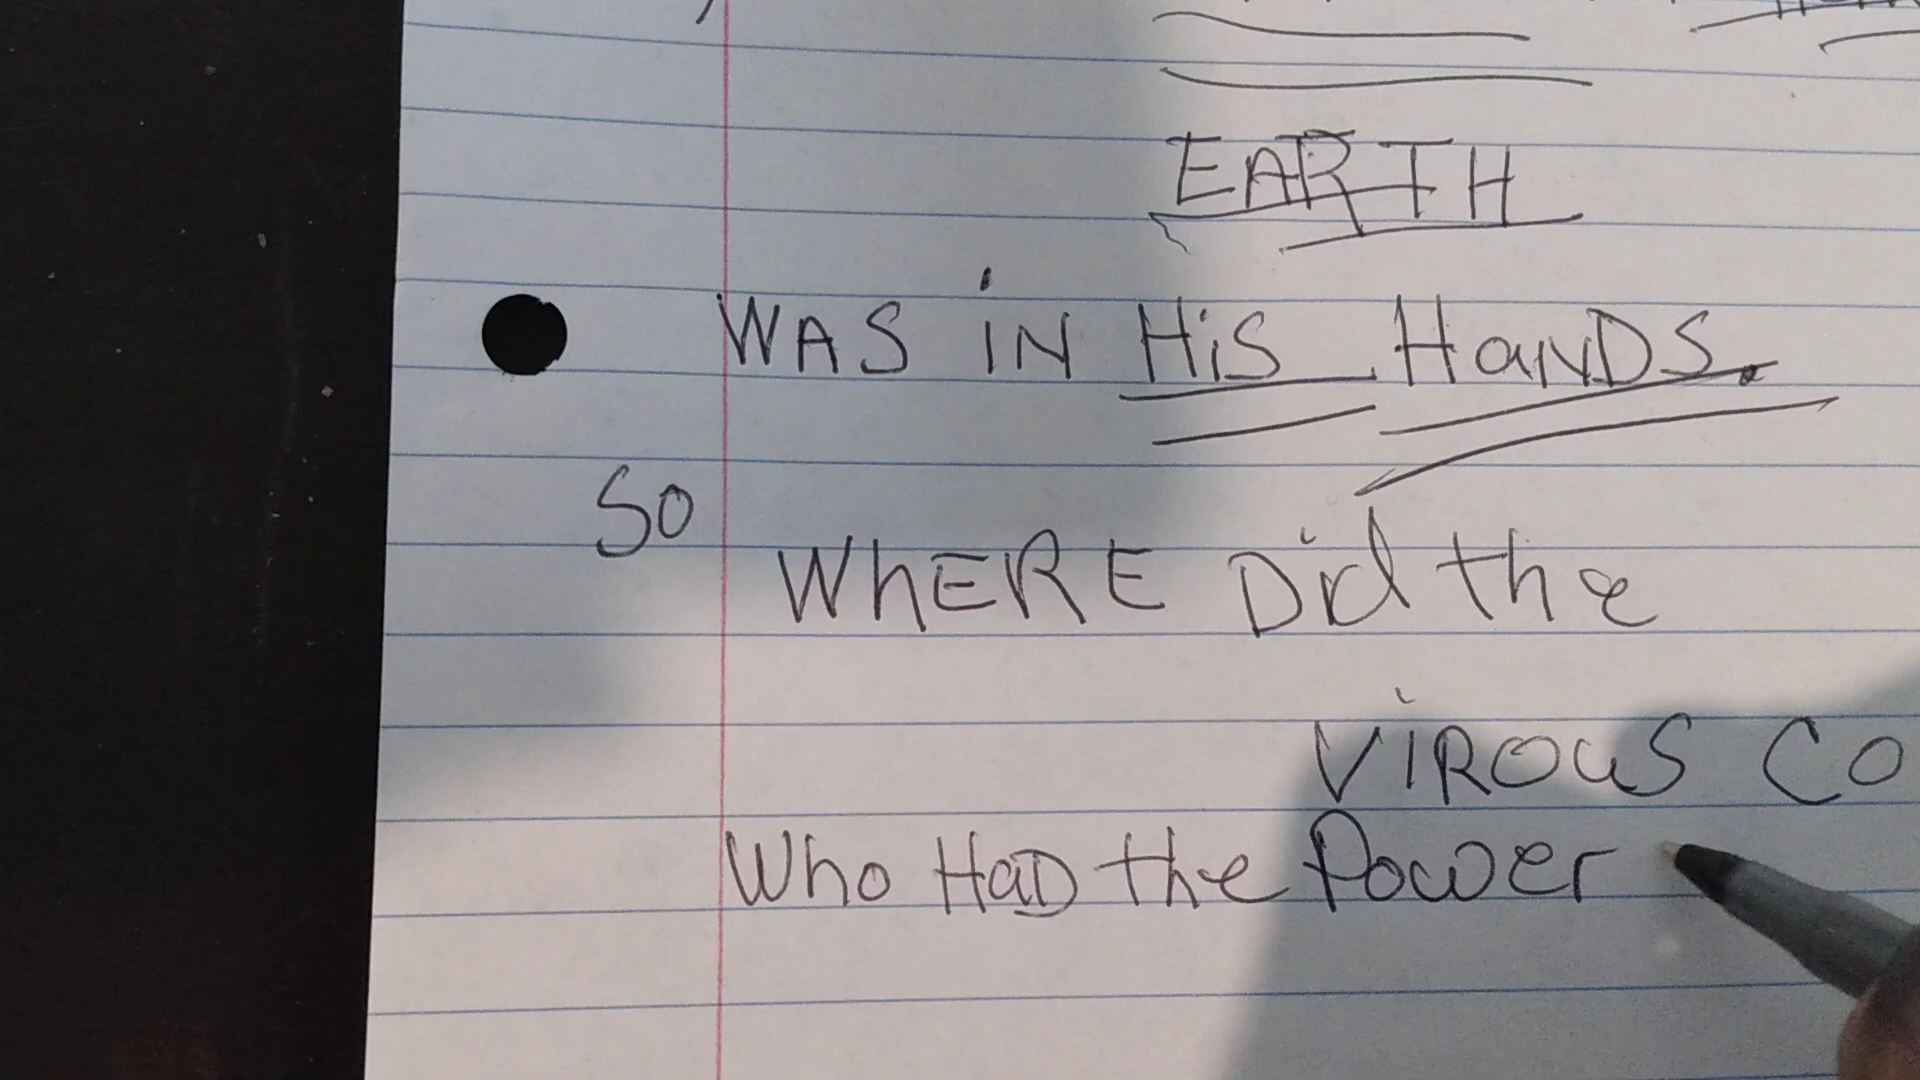 EARTH
WAS iN HiS HaNDS.
So
WhERE Did the
ViROuS CO
Who HaD the Power